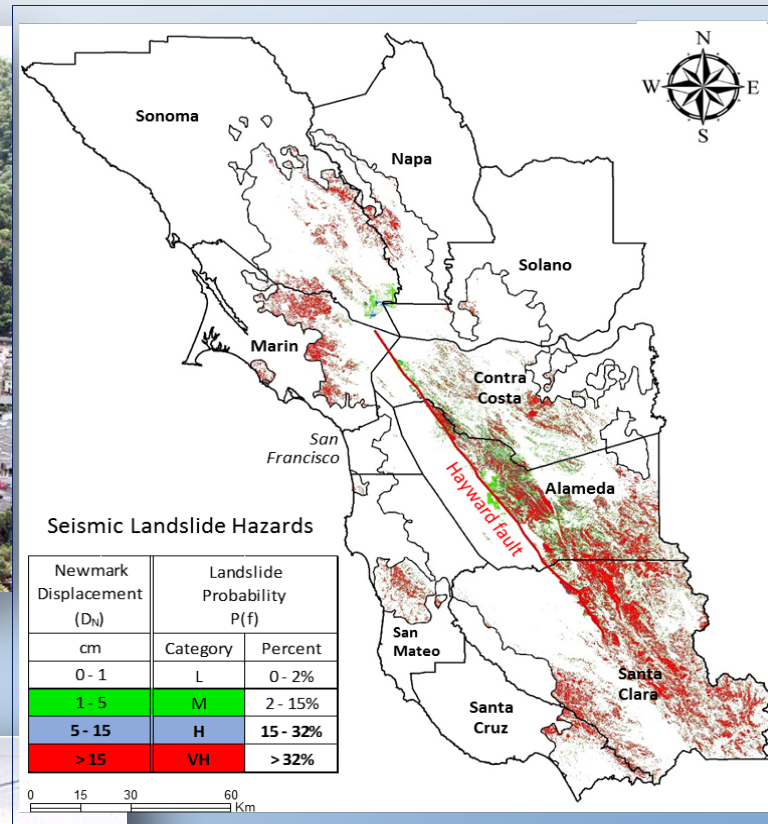 N
W
E
S
Sonoma
Napa
Solano
Marin
Contra
Costa
San
Francisco
Hayward fault
Alameda
Seismic Landslide Hazards
Newmark
Displacement
(D_N)
Landslide
Probability
P(f)
cm Category Percent
0 - 1 L 0 - 2%
1 - 5 M 2 - 15%
5 - 15 H 15 - 32%
> 15 VH > 32%
San
Mateo
Santa
Clara
Santa
Cruz
0 15 30 60
Km